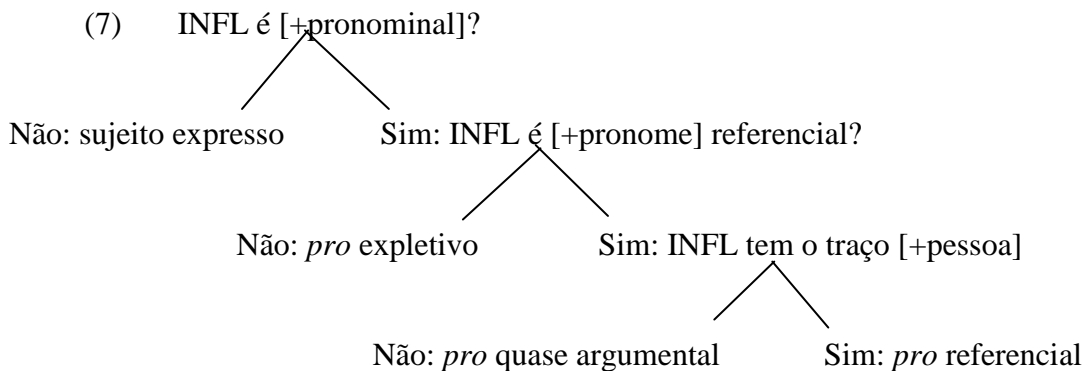 (7) INFL é [+pronominal]?
Não: sujeito expresso Sim: INFL é [+pronome] referencial?
Não: pro expletivo Sim: INFL tem o traço [+pessoa]
Não: pro quase argumental Sim: pro referencial